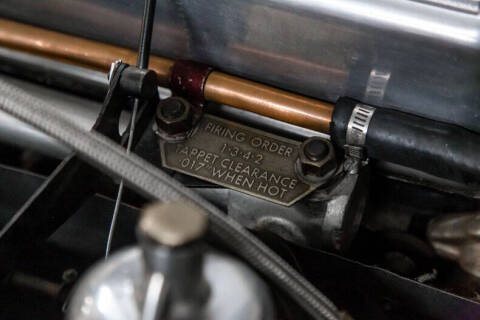 FIRING ORDER
1-3-4-2
TAPPET CLEARANCE
.017" WHEN HOT